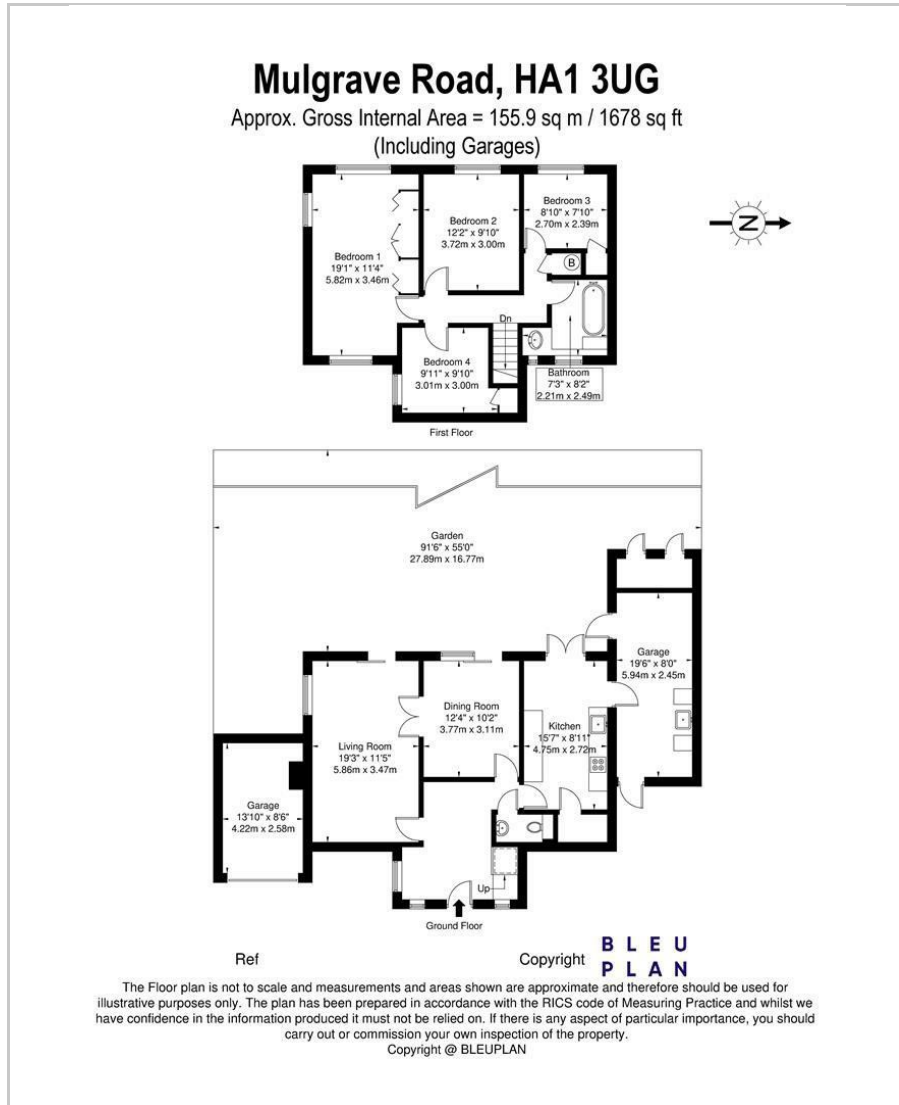 Mulgrave Road, HA1 3UG
Approx. Gross Internal Area = 155.9 sq m / 1678 sq ft
(Including Garages)
Bedroom 1
19'1" x 11'4"
5.82m x 3.46m
Bedroom 2
12'2" x 9'10"
3.72m x 3.00m
Bedroom 3
8'10" x 7'10"
2.70m x 2.39m
B
N
Dn
Bedroom 4
9'11" x 9'10"
3.01m x 3.00m
Bathroom
7'3" x 8'2"
2.21m x 2.49m
First Floor
Garden
91'6" x 55'0"
27.89m x 16.77m
Garage
19'6" x 8'0"
5.94m x 2.45m
Dining Room
12'4" x 10'2"
3.77m x 3.11m
Kitchen
15'7" x 8'11"
4.75m x 2.72m
Living Room
19'3" x 11'5"
5.86m x 3.47m
Garage
13'10" x 8'6"
4.22m x 2.58m
Up
Ground Floor
Ref
Copyright
BLEU
PLAN
The Floor plan is not to scale and measurements and areas shown are approximate and therefore should be used for
illustrative purposes only. The plan has been prepared in accordance with the RICS code of Measuring Practice and whilst we
have confidence in the information produced it must not be relied on. If there is any aspect of particular importance, you should
carry out or commission your own inspection of the property.
Copyright @ BLEUPLAN